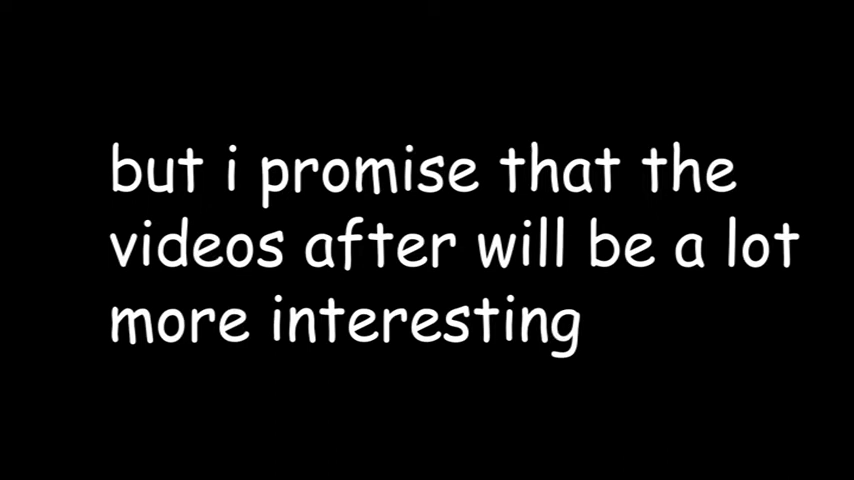 but i promise that the
videos after will be a lot
more interesting